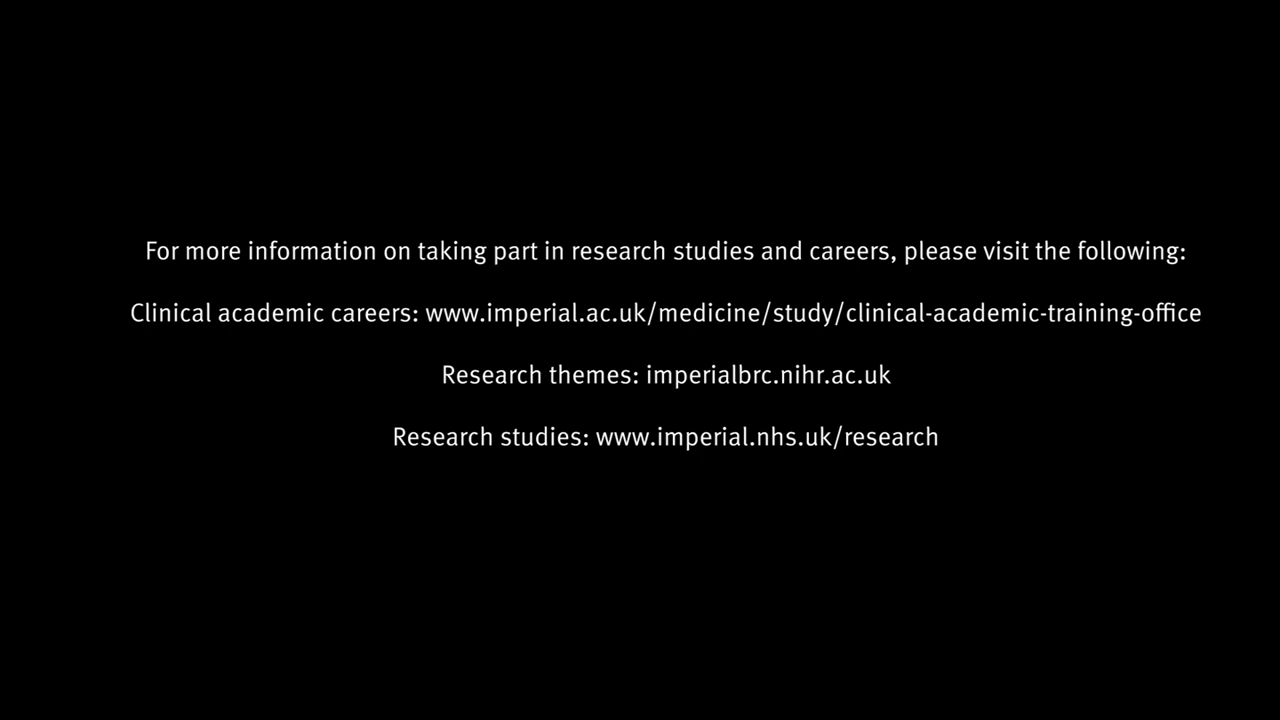 For more information on taking part in research studies and careers, please visit the following:
Clinical academic careers: www.imperial.ac.uk/medicine/study/clinical-academic-training-office
Research themes: imperialbrc.nihr.ac.uk
Research studies: www.imperial.nhs.uk/research